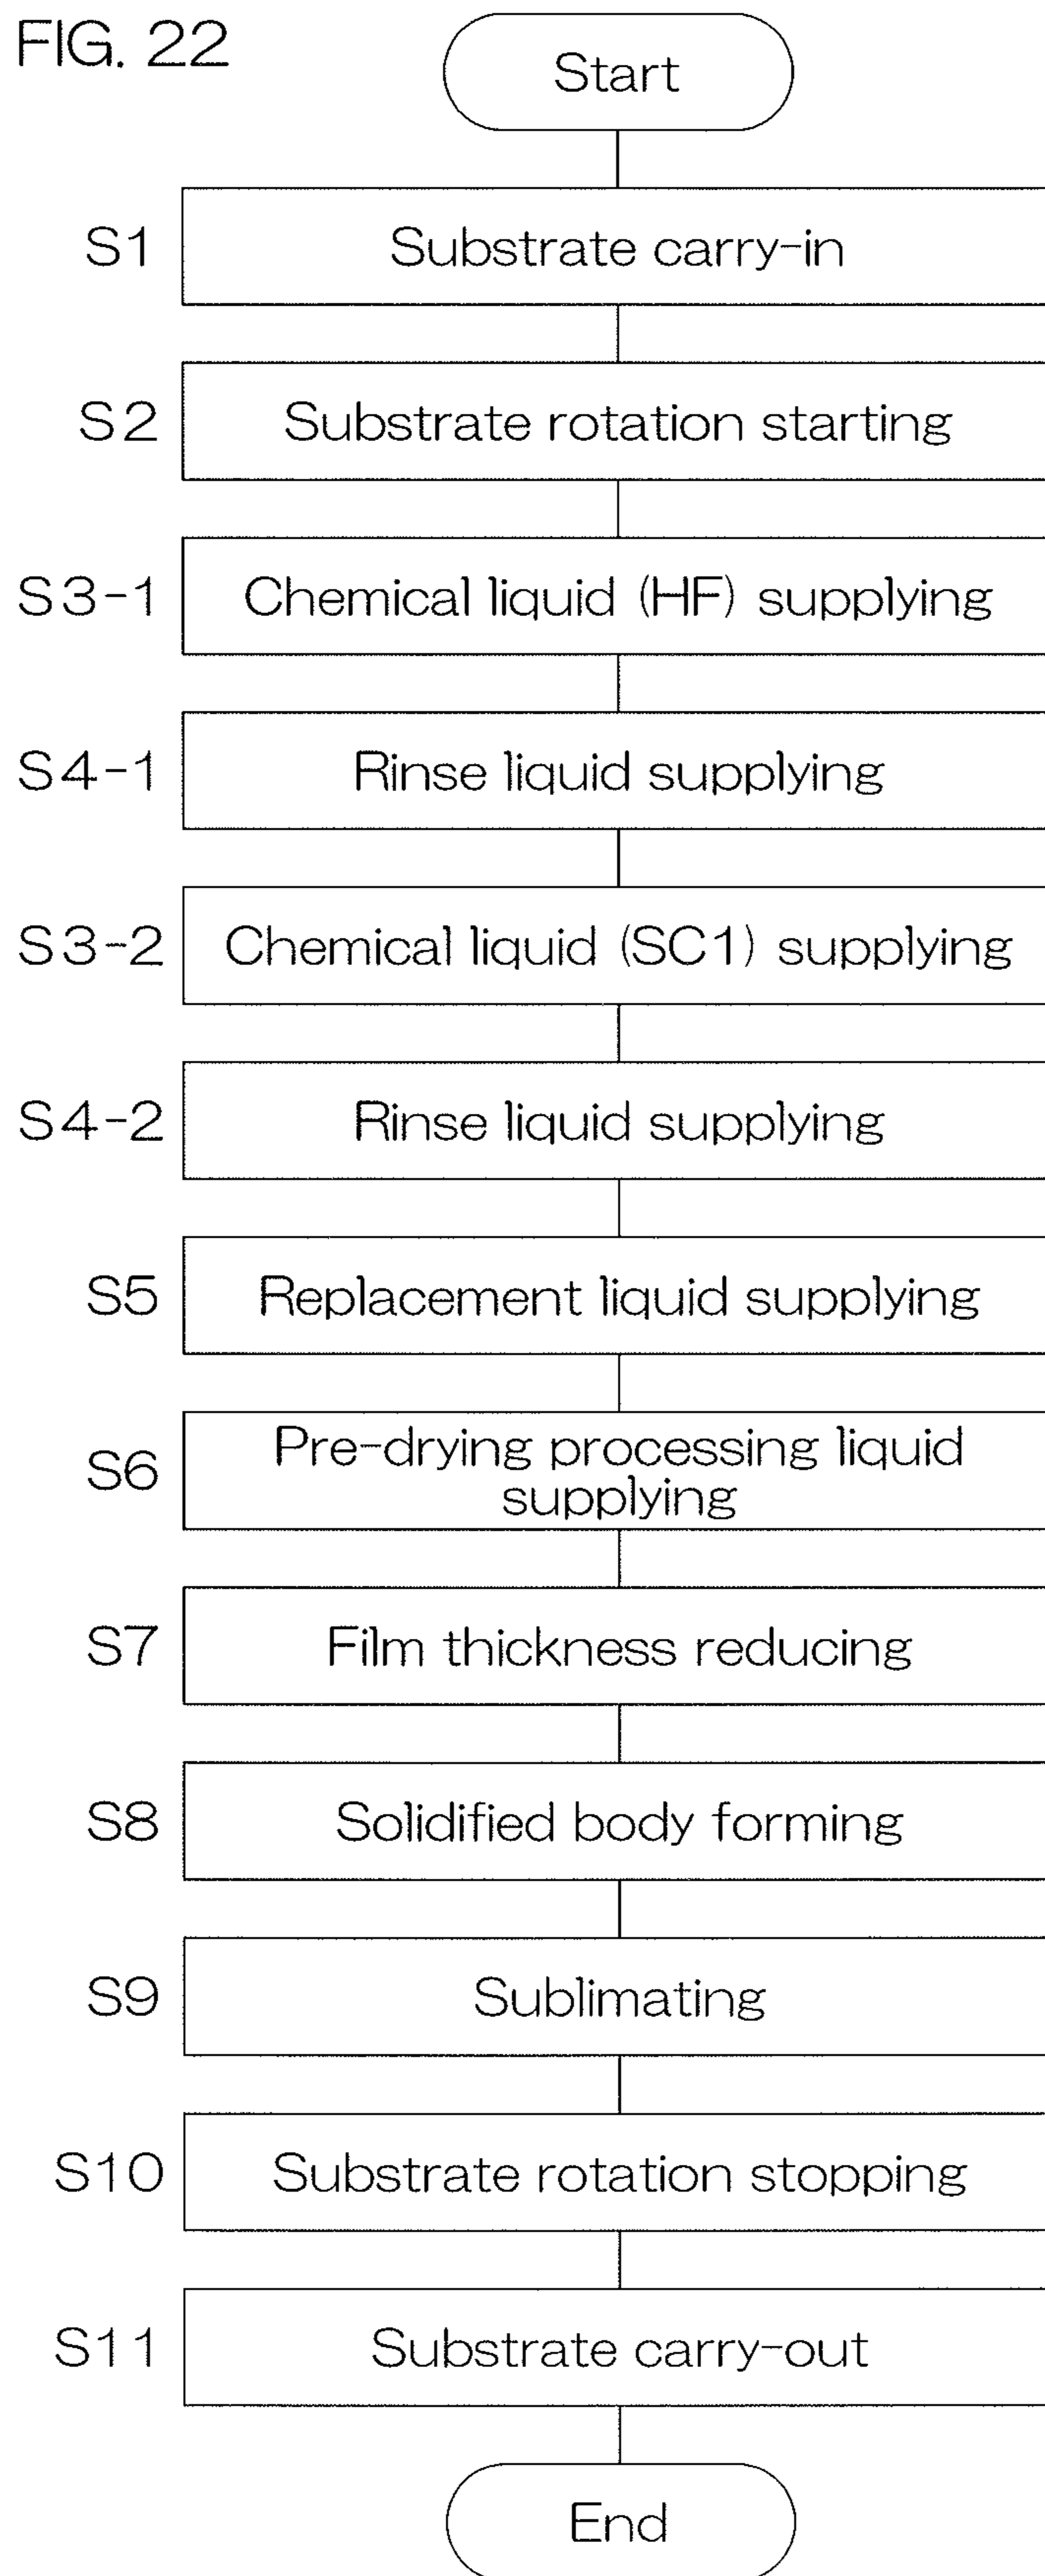 FIG. 22
Start
S1 Substrate carry-in
S2 Substrate rotation starting
S3-1 Chemical liquid (HF) supplying
S4-1 Rinse liquid supplying
S3-2 Chemical liquid (SC1) supplying
S4-2 Rinse liquid supplying
S5 Replacement liquid supplying
S6 Pre-drying processing liquid
supplying
S7 Film thickness reducing
S8 Solidified body forming
S9 Sublimating
S10 Substrate rotation stopping
S11 Substrate carry-out
End